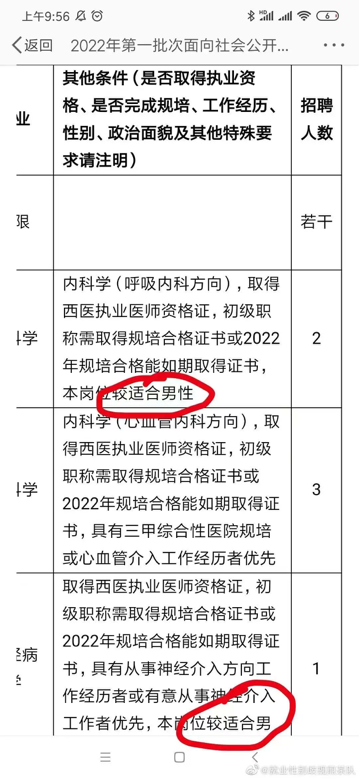 上午9:56
HD
6
返回
2022年第一批次面向社会公开...
业
其他条件（是否取得执业资
格、是否完成规培、工作经历、
性别、政治面貌及其他特殊要
求请注明）
招聘
人数
限
若干
科学
内科学（呼吸内科方向），取得
西医执业医师资格证，初级职
称需取得规培合格证书或2022
年规培合格能如期取得证书，
本岗位较适合男性
2
科学
内科学（心血管内科方向），取
得西医执业医师资格证，初级
职称需取得规培合格证书或
2022年规培合格能如期取得证
书，具有三甲综合性医院规培
或心血管介入工作经历者优先
3
经病
学
取得西医执业医师资格证，初
级职称需取得规培合格证书或
2022年规培合格能如期取得证
书，具有从事神经介入方向工
作经历者或有意从事神经介入
工作者优先，本岗位较适合男
1
@就业性别歧视监察大队